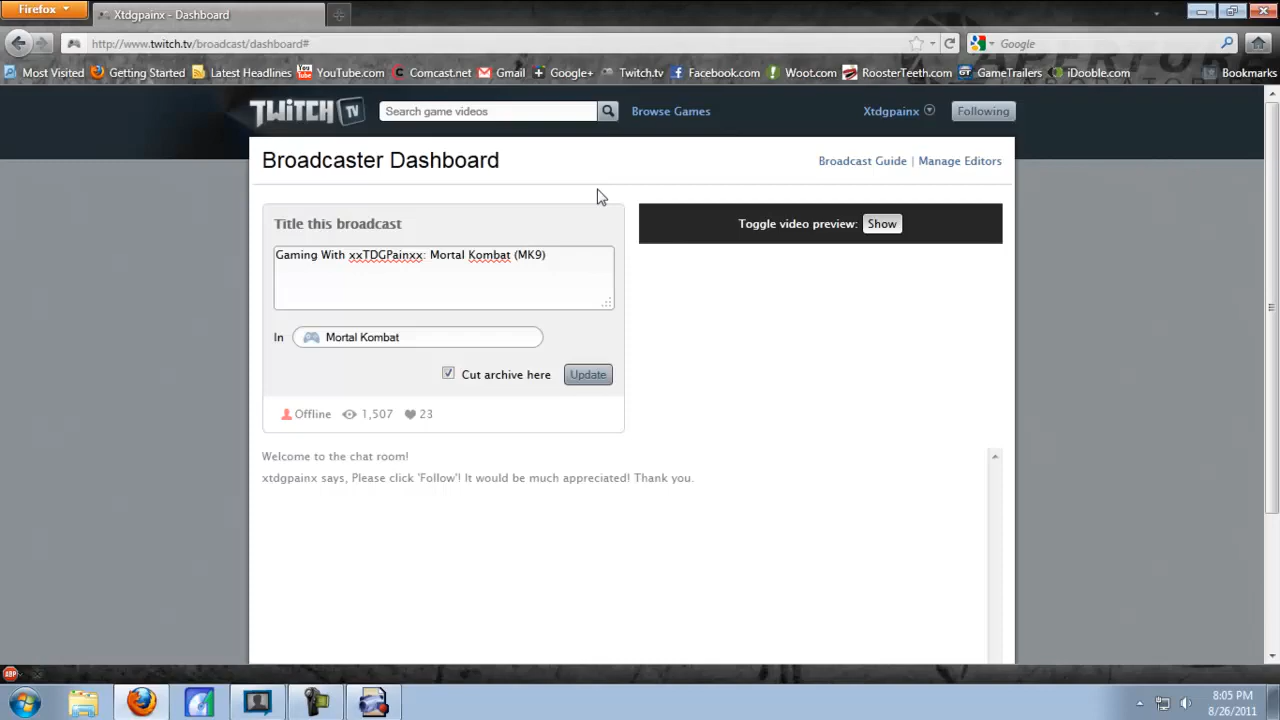 Firefox
Xtdgpainx - Dashboard
http://www.twitch.tv/broadcast/dashboard#
Google
Most Visited Getting Started Latest Headlines YouTube.com Comcast.net Gmail Google+ Twitch.tv Facebook.com Woot.com RoosterTeeth.com GameTrailers iDooble.com Bookmarks
TWITCH TV Search game videos Browse Games Xtdgpainx Following
Broadcaster Dashboard Broadcast Guide | Manage Editors
Title this broadcast
Toggle video preview: Show
Gaming With xxTDGPainxx: Mortal Kombat (MK9)
In Mortal Kombat
Cut archive here Update
Offline 1,507 23
Welcome to the chat room!
xtdgpainx says, Please click 'Follow'! It would be much appreciated! Thank you.
ABP
8:05 PM
8/26/2011